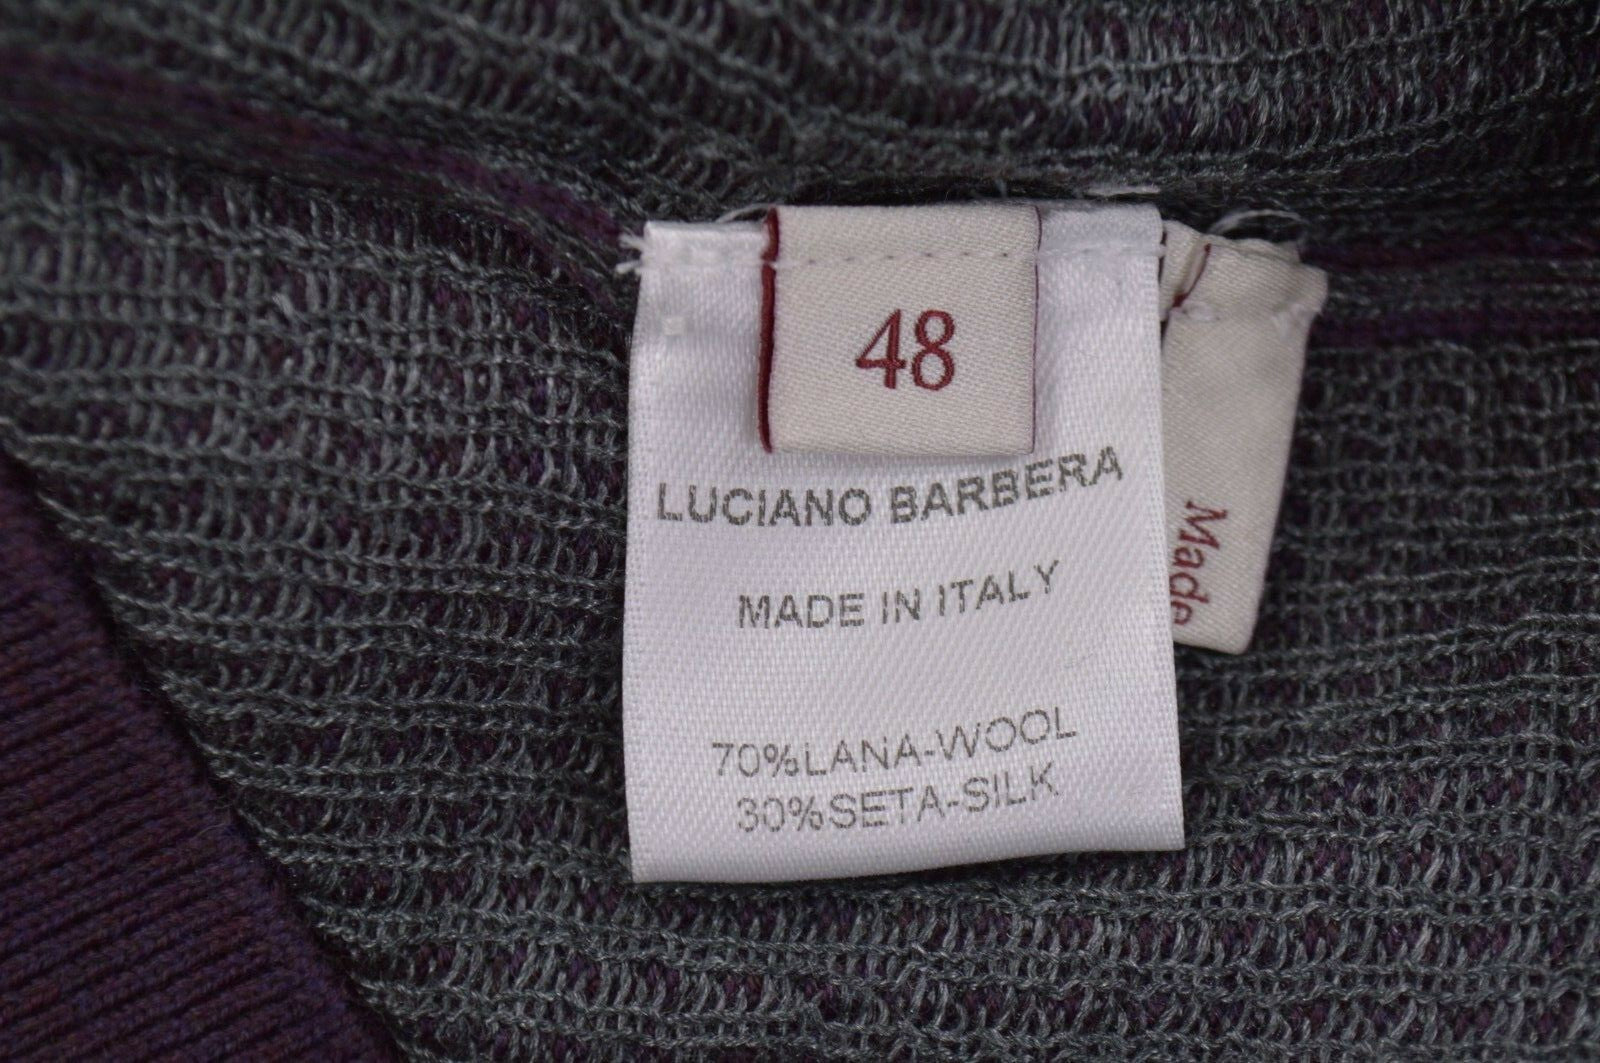 48
LUCIANO BARBERA
MADE IN ITALY
70%LANA-WOOL
30%SETA-SILK
Made